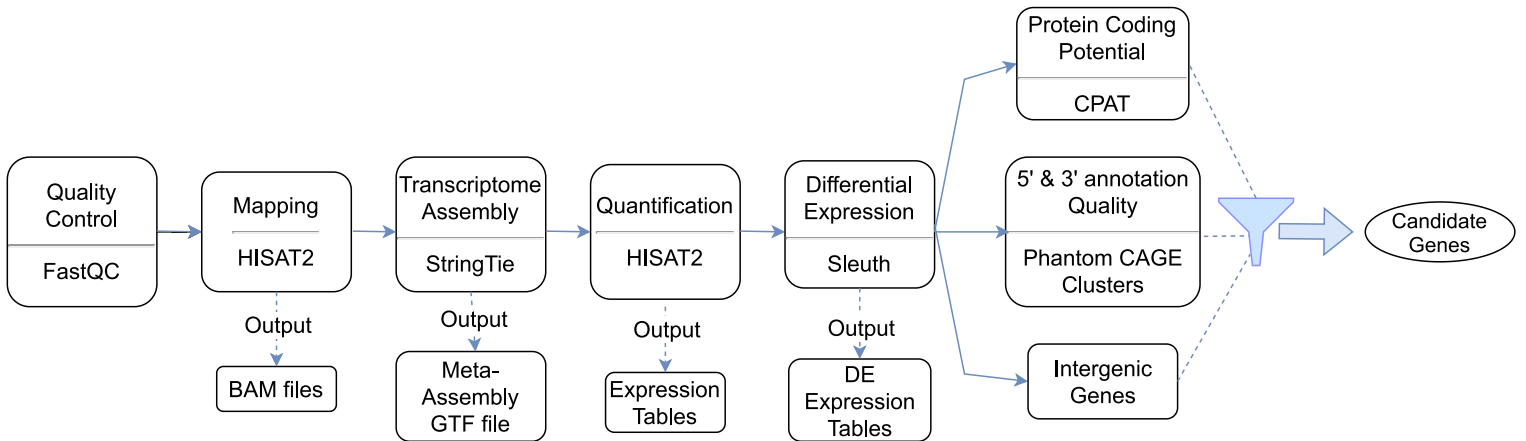 Quality
Control
FastQC
Mapping
HISAT2
Output
BAM files
Transcriptome
Assembly
StringTie
Output
Meta-
Assembly
GTF file
Quantification
HISAT2
Output
Expression
Tables
Differential
Expression
Sleuth
Output
DE
Expression
Tables
Protein Coding
Potential
CPAT
5' & 3' annotation
Quality
Phantom CAGE
Clusters
Intergenic
Genes
Candidate
Genes